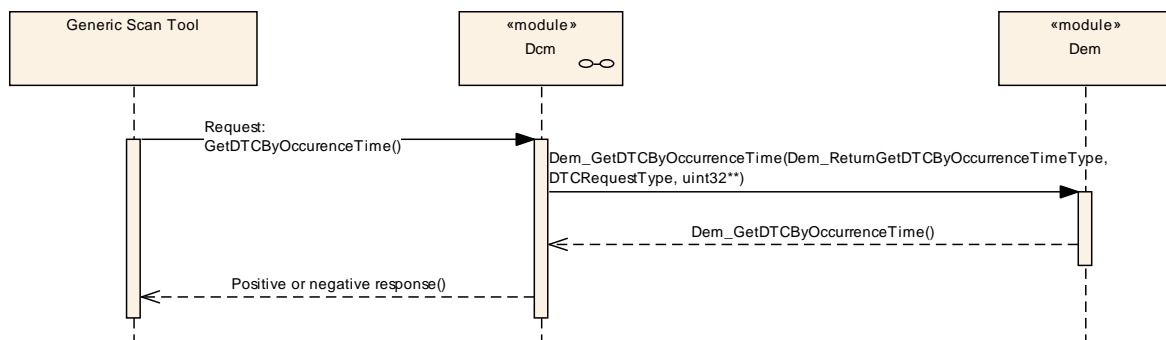 Generic Scan Tool
«module»
Dcm
«module»
Dem
Request:
GetDTCByOccurenceTime()
Dem_GetDTCByOccurrenceTime(Dem_ReturnGetDTCByOccurrenceTimeType,
DTCRequestType, uint32**)
Dem_GetDTCByOccurrenceTime()
Positive or negative response()